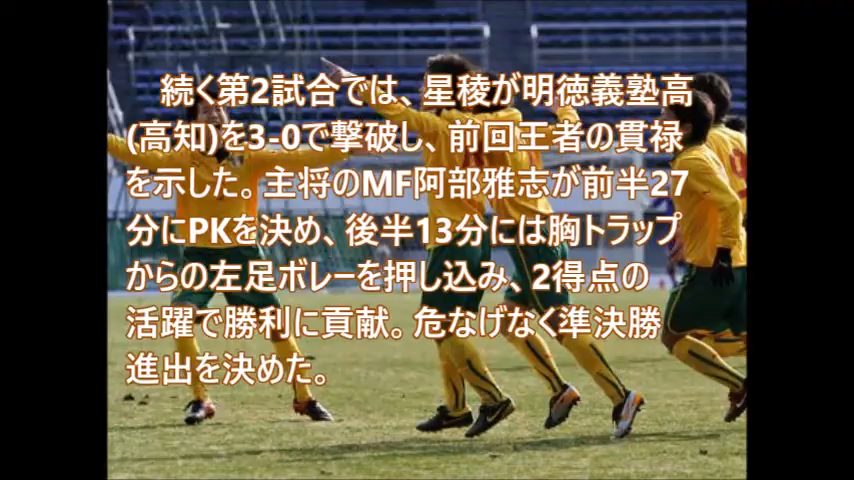 続く第2試合では、星稜が明徳義塾高
(高知)を3-0で撃破し、前回王者の貫禄
を示した。主将のMF阿部雅志が前半27
分にPKを決め、後半13分には胸トラップ
からの左足ボレーを押し込み、2得点の
活躍で勝利に貢献。危なげなく準決勝
進出を決めた。